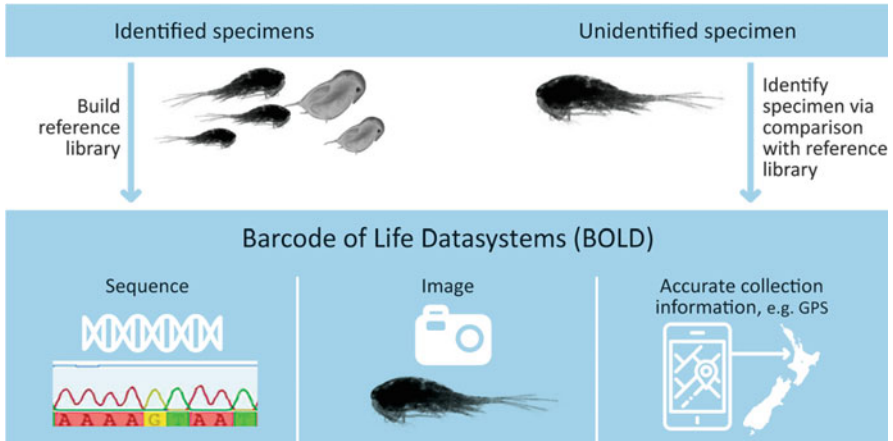 Identified specimens
Unidentified specimen
Build
reference
library
Identify
specimen via
comparison
with reference
library
Barcode of Life Datasystems (BOLD)
Sequence
Image
Accurate collection
information, e.g. GPS
A A A A G T A A T